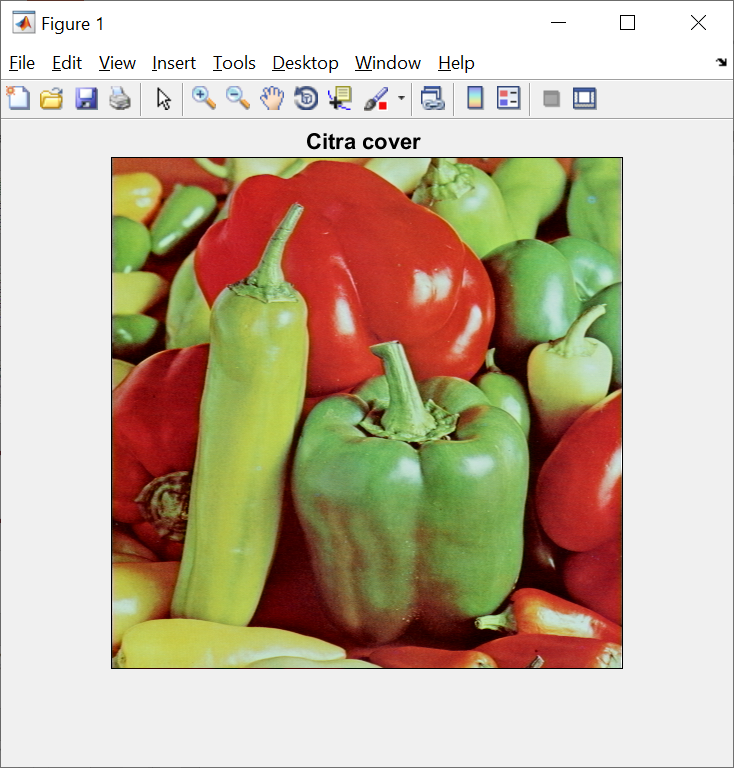 Figure 1
File Edit View Insert Tools Desktop Window Help
Citra cover